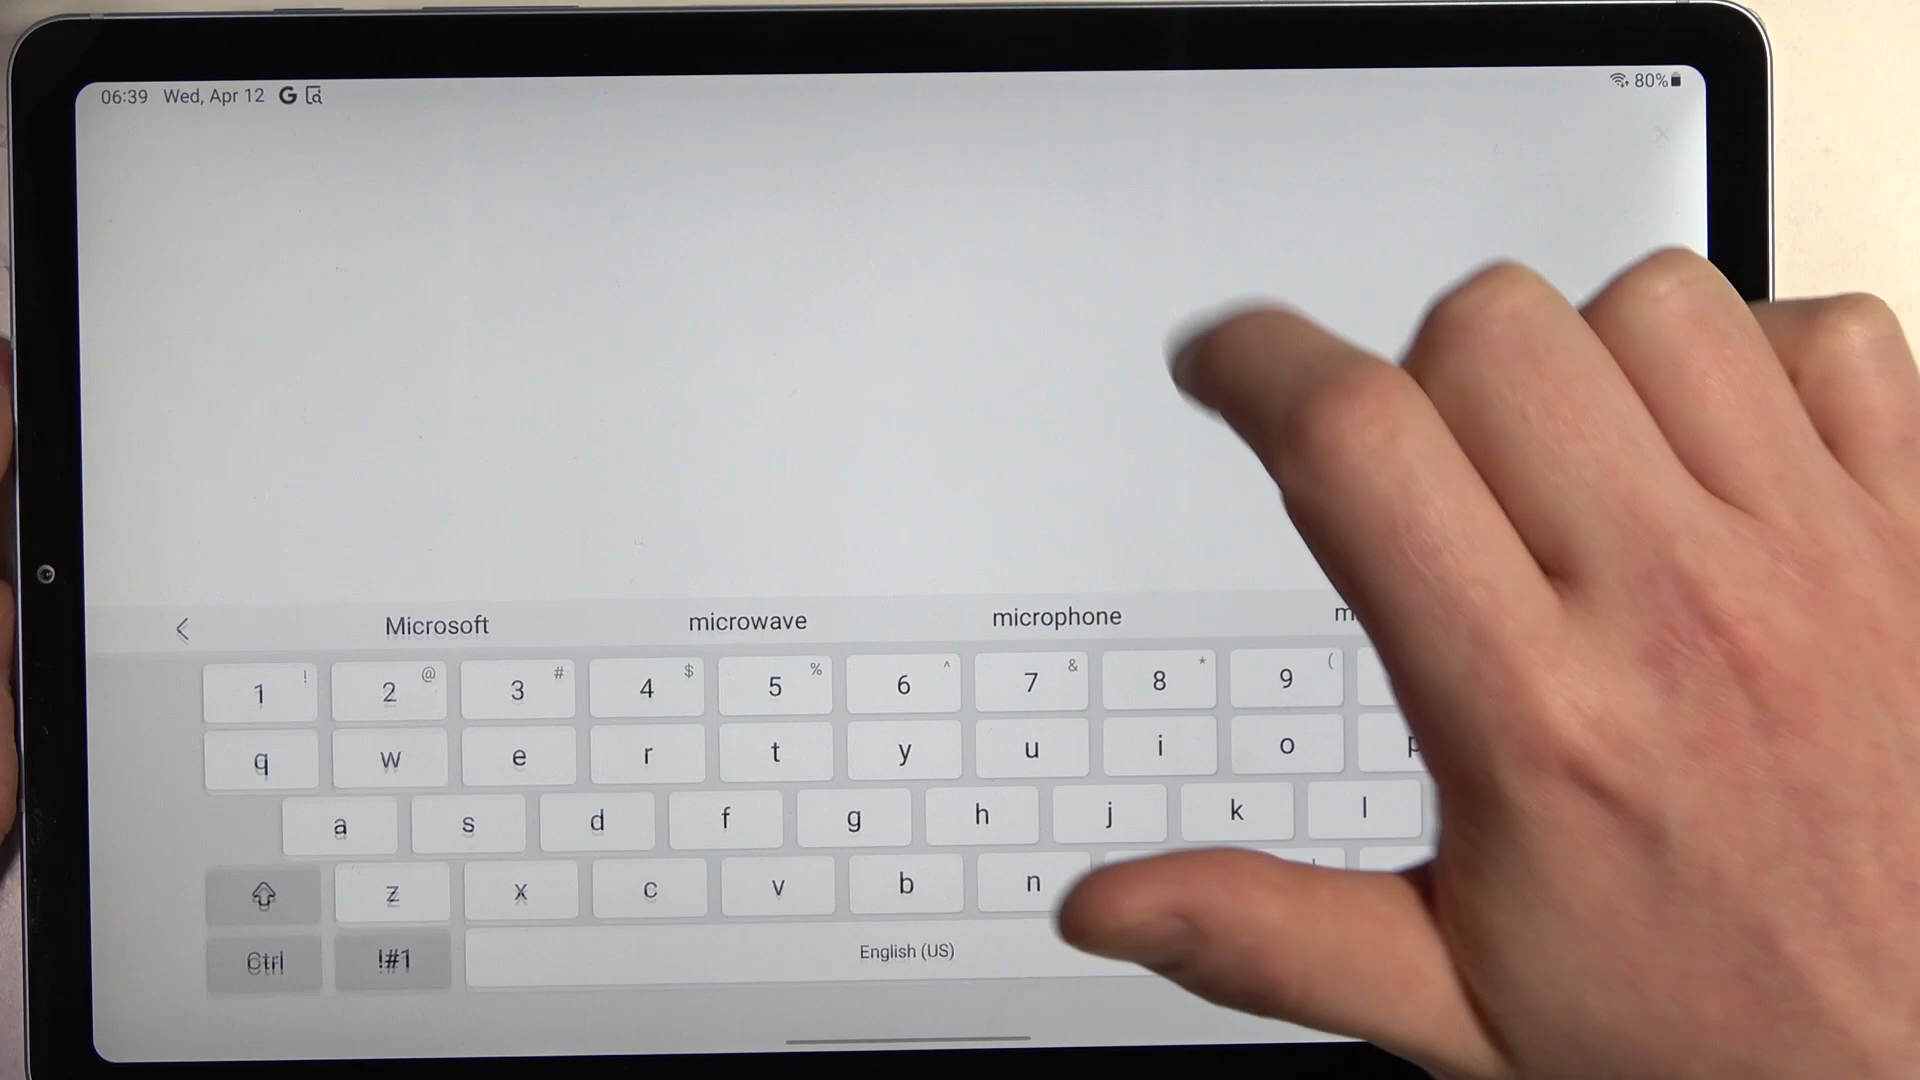 06:39 Wed, Apr 12 G 80%
Microsoft microwave microphone
1 ! 2 @ 3 # 4 $ 5 % 6 ^ 7 & 8 * 9 (
q w e r t y u i o p
a s d f g h j k l
z x c v b n
Ctrl !#1 English (US)